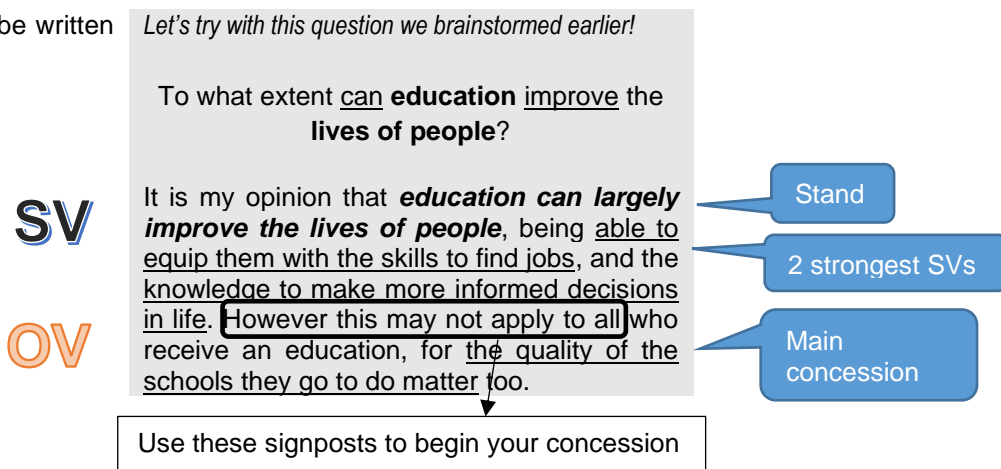 be written
Let's try with this question we brainstormed earlier!
To what extent can education improve the
lives of people?
SV
It is my opinion that education can largely
improve the lives of people, being able to
equip them with the skills to find jobs, and the
knowledge to make more informed decisions
in life. However this may not apply to all who
receive an education, for the quality of the
schools they go to do matter too.
OV
Stand
2 strongest SVs
Main
concession
Use these signposts to begin your concession